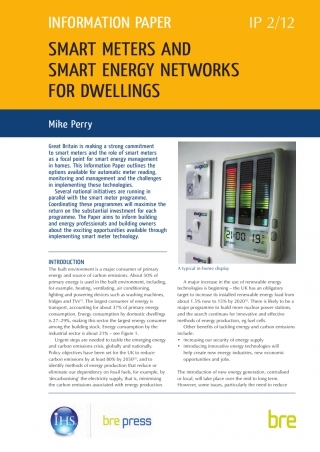 INFORMATION PAPER
IP 2/12
SMART METERS AND
SMART ENERGY NETWORKS
FOR DWELLINGS
Mike Perry
Great Britain is making a strong commitment
to smart meters and the role of smart meters
as a focal point for smart energy management
in homes. This Information Paper outlines the
options available for automatic meter reading,
monitoring and management and the challenges
in implementing these technologies.
Several national initiatives are running in
parallel with the smart meter programme.
Coordinating these programmes will maximise the
return on the substantial investment for each
programme. The Paper aims to inform building
and energy professionals and building owners
about the exciting opportunities available through
implementing smart meter technology.
INTRODUCTION
The built environment is a major consumer of primary
energy and source of carbon emissions. About 50% of
primary energy is used in the built environment, including,
for example, heating, ventilating, air conditioning,
lighting and powering devices such as washing machines,
fridges and TVs. The largest consumer of energy is
transport, accounting for about 37% of primary energy
consumption. Energy consumption by domestic dwellings
is 27–29%, making this sector the largest energy consumer
among the building stock. Energy consumption by the
industrial sector is about 21% – see Figure 1.
Urgent steps are needed to tackle the emerging energy
and carbon emissions crisis, globally and nationally.
Policy objectives have been set for the UK to reduce
carbon emissions by at least 80% by 2050, and to
identify methods of energy production that reduce or
eliminate our dependency on fossil fuels, for example, by
'decarbonising' the electricity supply, that is, minimising
the carbon emissions associated with energy production.
21:00 19
A typical in-home display
A major increase in the use of renewable energy
technologies is beginning – the UK has an obligatory
target to increase its installed renewable energy load from
about 1.5% now to 15% by 2020. There is likely to be a
major programme to build more nuclear power stations,
and the search continues for innovative and effective
methods of energy production, eg fuel cells.
Other benefits of tackling energy and carbon emissions
include:
• increasing our security of energy supply
• introducing innovative energy technologies will
help create new energy industries, new economic
opportunities and jobs.
The introduction of new energy generation, centralised
or local, will take place over the mid to long term.
However, some issues, particularly the need to reduce
IHS
bre press
bre